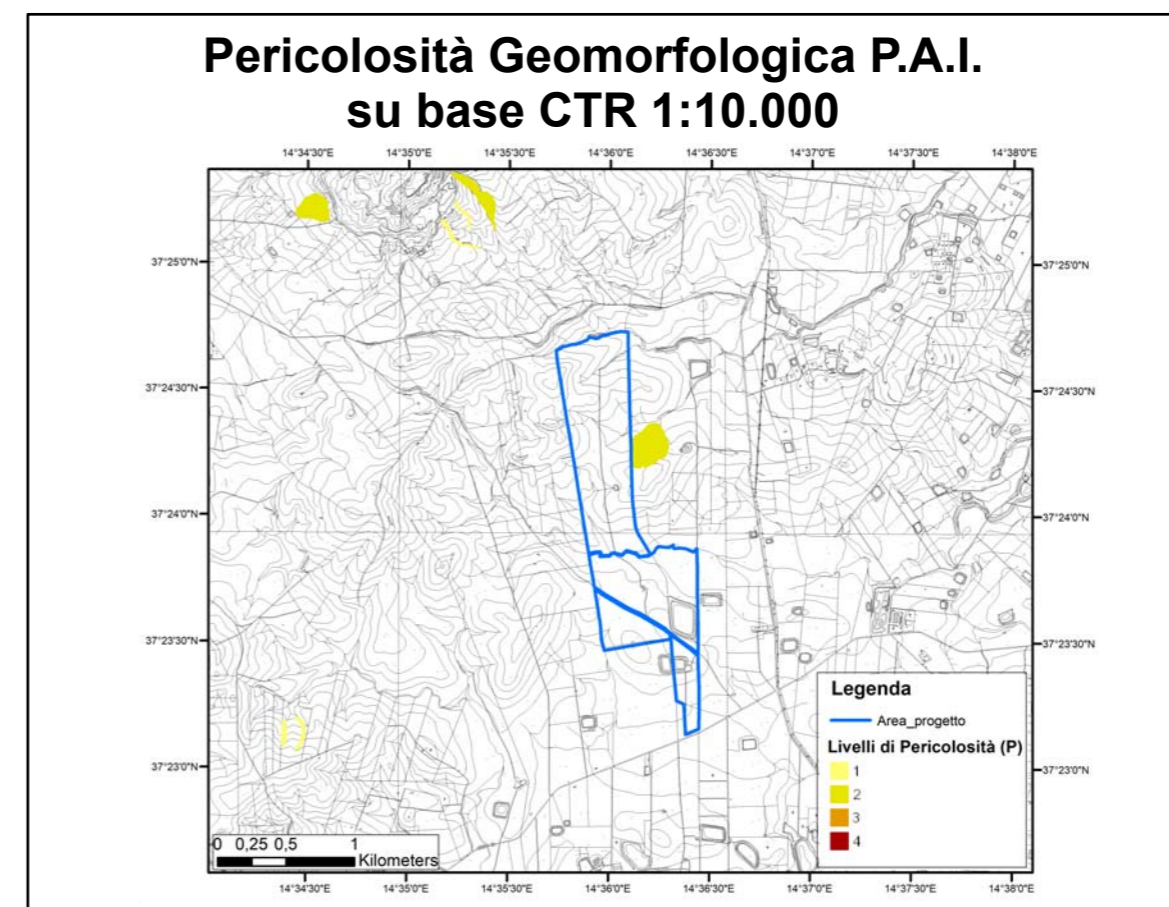 Pericolosità Geomorfologica P.A.I.
su base CTR 1:10.000
14°34'30"E 14°35'0"E 14°35'30"E 14°36'0"E 14°36'30"E 14°37'0"E 14°37'30"E 14°38'0"E
37°25'0"N 37°25'0"N
37°24'30"N 37°24'30"N
37°24'0"N 37°24'0"N
37°23'30"N 37°23'30"N
37°23'0"N 37°23'0"N
Legenda
Area_progetto
Livelli di Pericolosità (P)
1
2
3
4
0 0,25 0,5 1
Kilometers
14°34'30"E 14°35'0"E 14°35'30"E 14°36'0"E 14°36'30"E 14°37'0"E 14°37'30"E 14°38'0"E